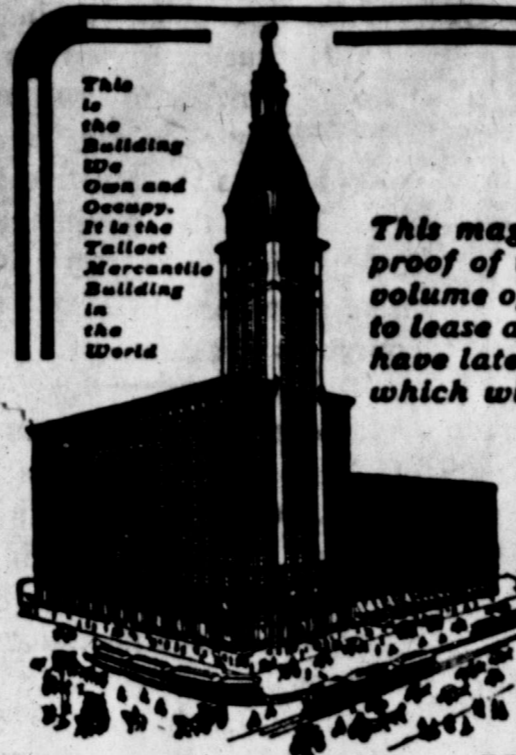 This
is
the
Building
We
Own and
Occupy.
It is the
Tallest
Mercantile
Building
in
the
World
This mag
proof of
volume o
to lease a
have late
which w